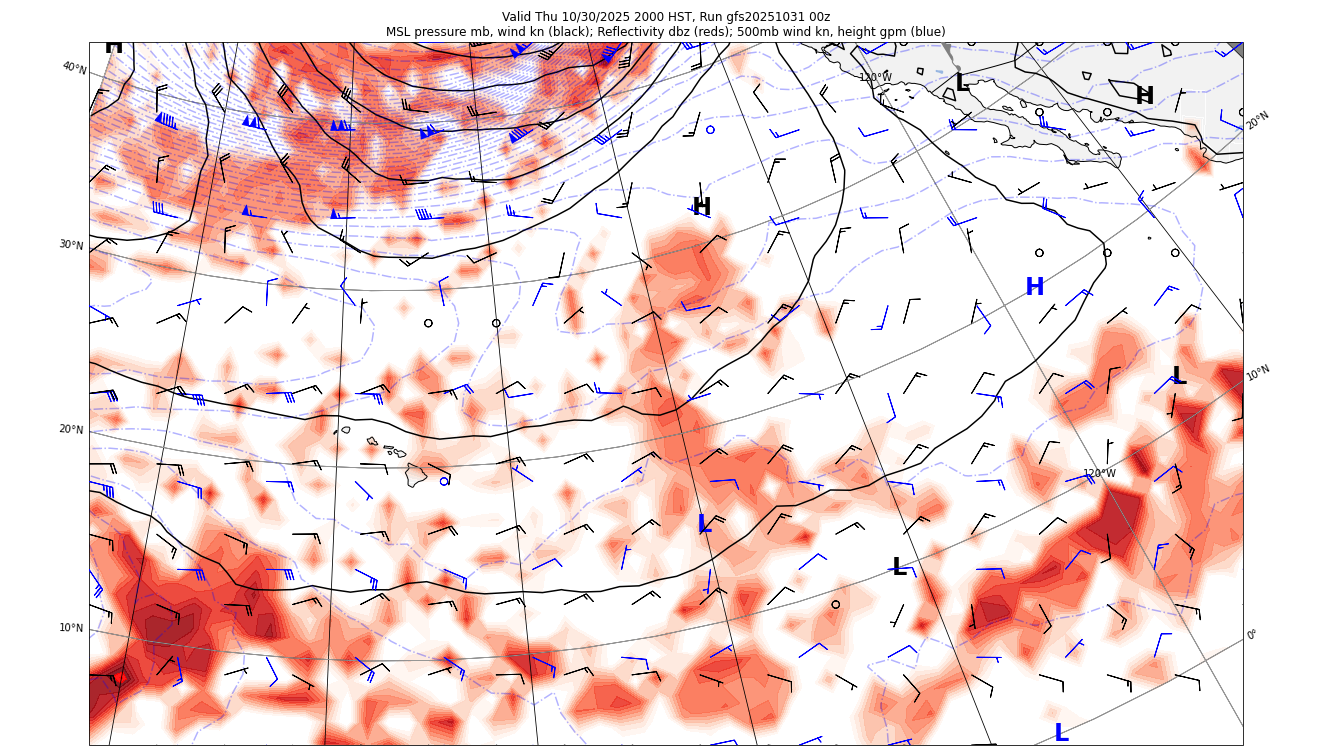 Valid Thu 10/30/2025 2000 HST, Run gfs20251031 00z
MSL pressure mb, wind kn (black); Reflectivity dbz (reds); 500mb wind kn, height gpm (blue)
H
40°N
120°W
L
H
20°N
H
30°N
H
L
10°N
20°N
120°W
L
L
10°N
0°
L